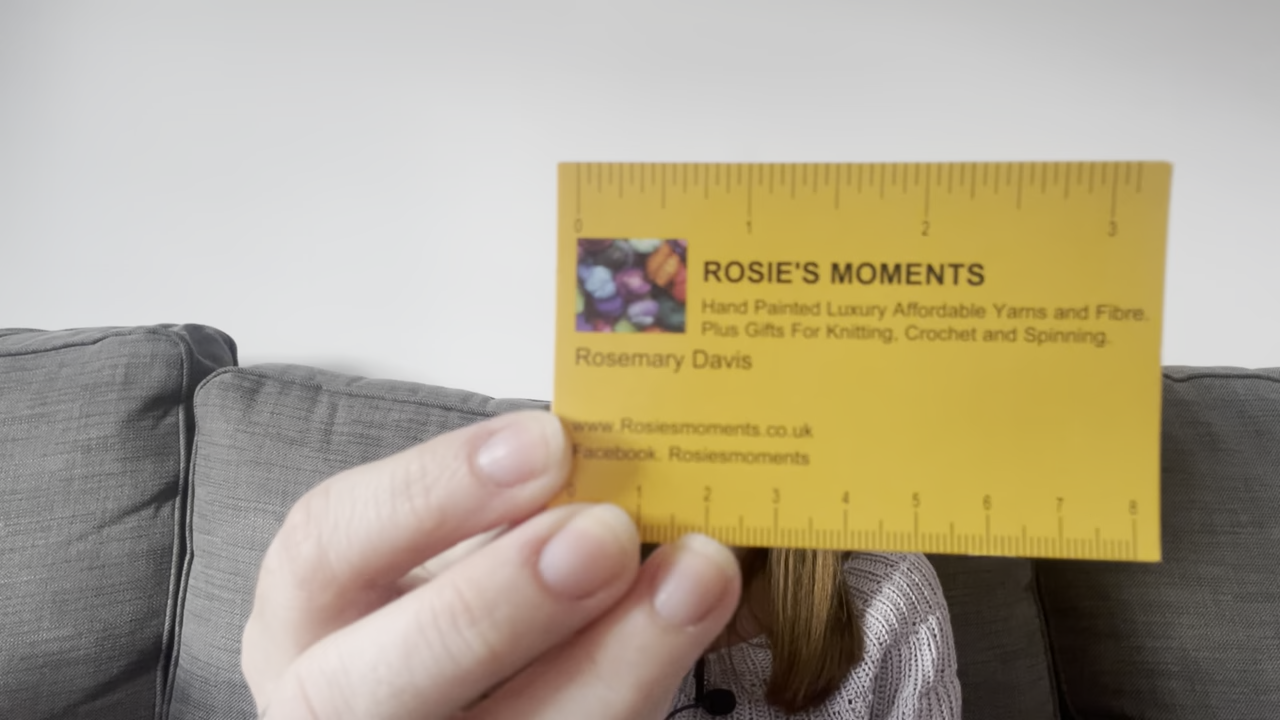 0 1 2 3
ROSIE'S MOMENTS
Hand Painted Luxury Affordable Yarns and Fibre.
Plus Gifts For Knitting, Crochet and Spinning.
Rosemary Davis
www.Rosiesmoments.co.uk
Facebook. Rosiesmoments
1 2 3 4 5 6 7 8